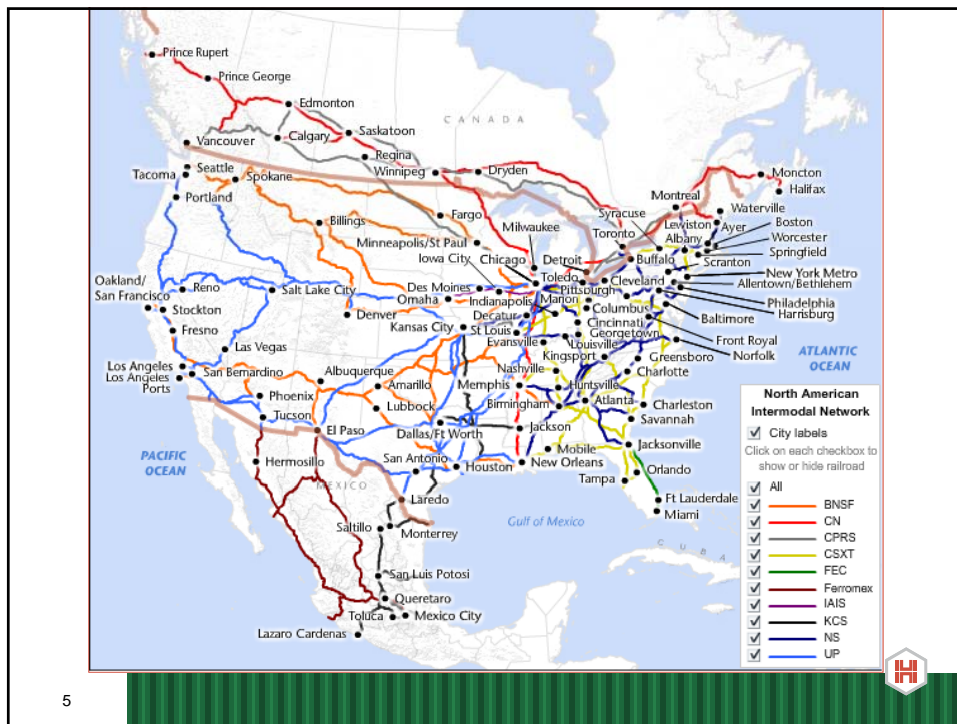 Prince Rupert
Prince George
Edmonton
CANADA
Saskatoon
Calgary
Vancouver
Regina
Winnipeg
Dryden
Moncton
Halifax
Montreal
Seattle
Tacoma
Spokane
Portland
Billings
Fargo
Syracuse
Lewiston
Waterville
Ayer
Boston
Milwaukee
Toronto
Albany
Worcester
Springfield
Minneapolis/St Paul
Iowa City
Chicago
Detroit
Buffalo
Scranton
Toledo
Cleveland
New York Metro
Allentown/Bethlehem
Pittsburgh
Philadelphia
Harrisburg
Oakland/
San Francisco
Reno
Salt Lake City
Des Moines
Omaha
Indianapolis
Marion
Columbus
Baltimore
Stockton
Denver
Decatur
Cincinnati
Kansas City
St Louis
Georgetown
Front Royal
Fresno
Evansville
Louisville
Norfolk
Las Vegas
Kingsport
Greensboro
ATLANTIC
OCEAN
Los Angeles
Los Angeles
Ports
San Bernardino
Albuquerque
Amarillo
Nashville
Memphis
Huntsville
Charlotte
Phoenix
Lubbock
Birmingham
Atlanta
Charleston
Tucson
El Paso
Dallas/Ft Worth
Jackson
Savannah
PACIFIC
OCEAN
Hermosillo
San Antonio
Houston
Mobile
New Orleans
Jacksonville
Tampa
Orlando
MEXICO
Laredo
Ft Lauderdale
Miami
Saltillo
Monterrey
Gulf of Mexico
CUBA
San Luis Potosi
Queretaro
Toluca
Mexico City
Lazaro Cardenas
North American
Intermodal Network
City labels
Click on each checkbox to
show or hide railroad
All
BNSF
CN
CPRS
CSXT
FEC
Ferromex
IAIS
KCS
NS
UP
H
5